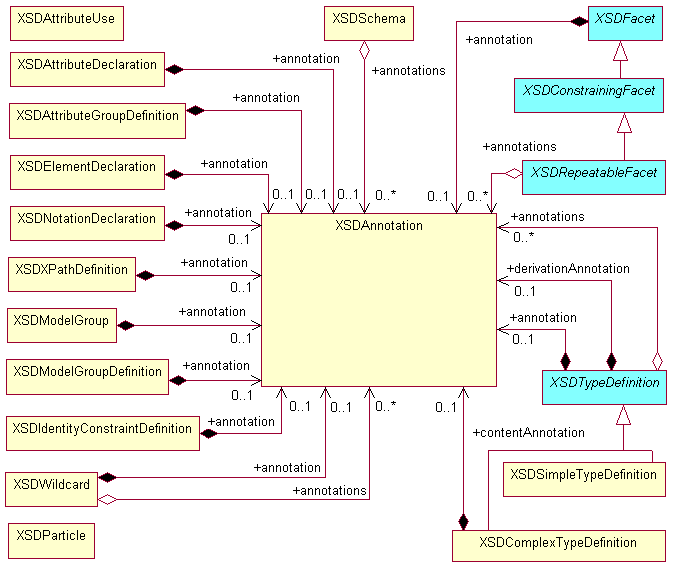 XSDAttributeUse
XSDSchema
XSDFacet
+annotation
XSDAttributeDeclaration
+annotation
+annotations
XSDConstrainingFacet
+annotation
XSDAttributeGroupDefinition
+annotations
XSDElementDeclaration
+annotation
XSDRepeatableFacet
0..1
0..1
0..1
0..*
0..1
0..*
XSDNotationDeclaration
+annotation
0..1
XSDAnnotation
+annotations
0..*
XSDXPathDefinition
+annotation
0..1
+derivationAnnotation
0..1
XSDModelGroup
+annotation
0..1
+annotation
0..1
XSDModelGroupDefinition
+annotation
0..1
XSDTypeDefinition
0..1
0..1
0..*
0..1
XSDIdentityConstraintDefinition
+annotation
+contentAnnotation
XSDWildcard
+annotation
+annotations
XSDSimpleTypeDefinition
XSDParticle
XSDComplexTypeDefinition